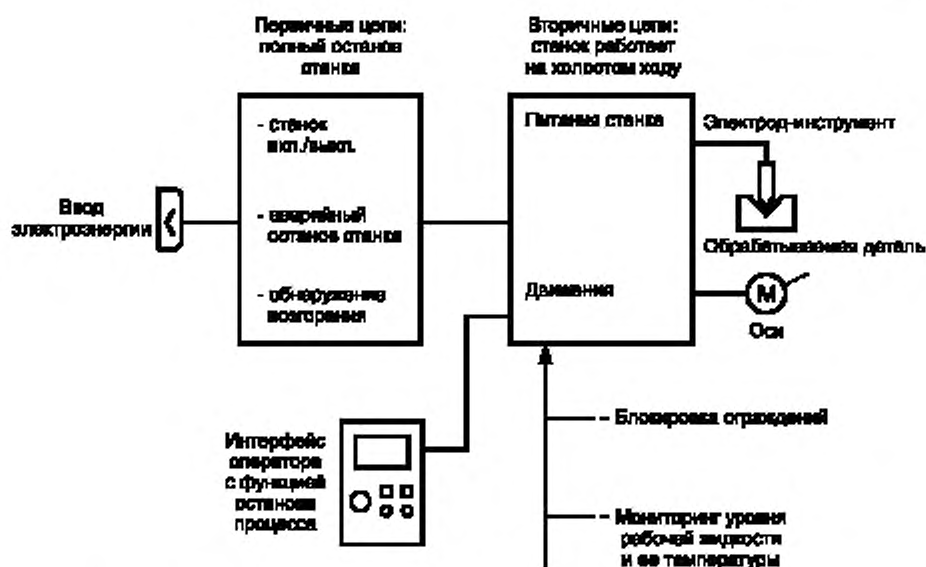 Первичные цепи:
полный останов
станка
Вторичные цепи:
станок работает
на холостом ходу
- станок
вкл./выкл.
- аварийный
останов станка
- обнаружение
возгорания
Питания станка
Движения
Электрод-инструмент
Обрабатываемая деталь
М
Оси
Ввод
электроэнергии
Интерфейс
оператора
с функцией
останова
процесса
- Блокировка ограждений
- Мониторинг уровня
рабочей жидкости
и ее температуры